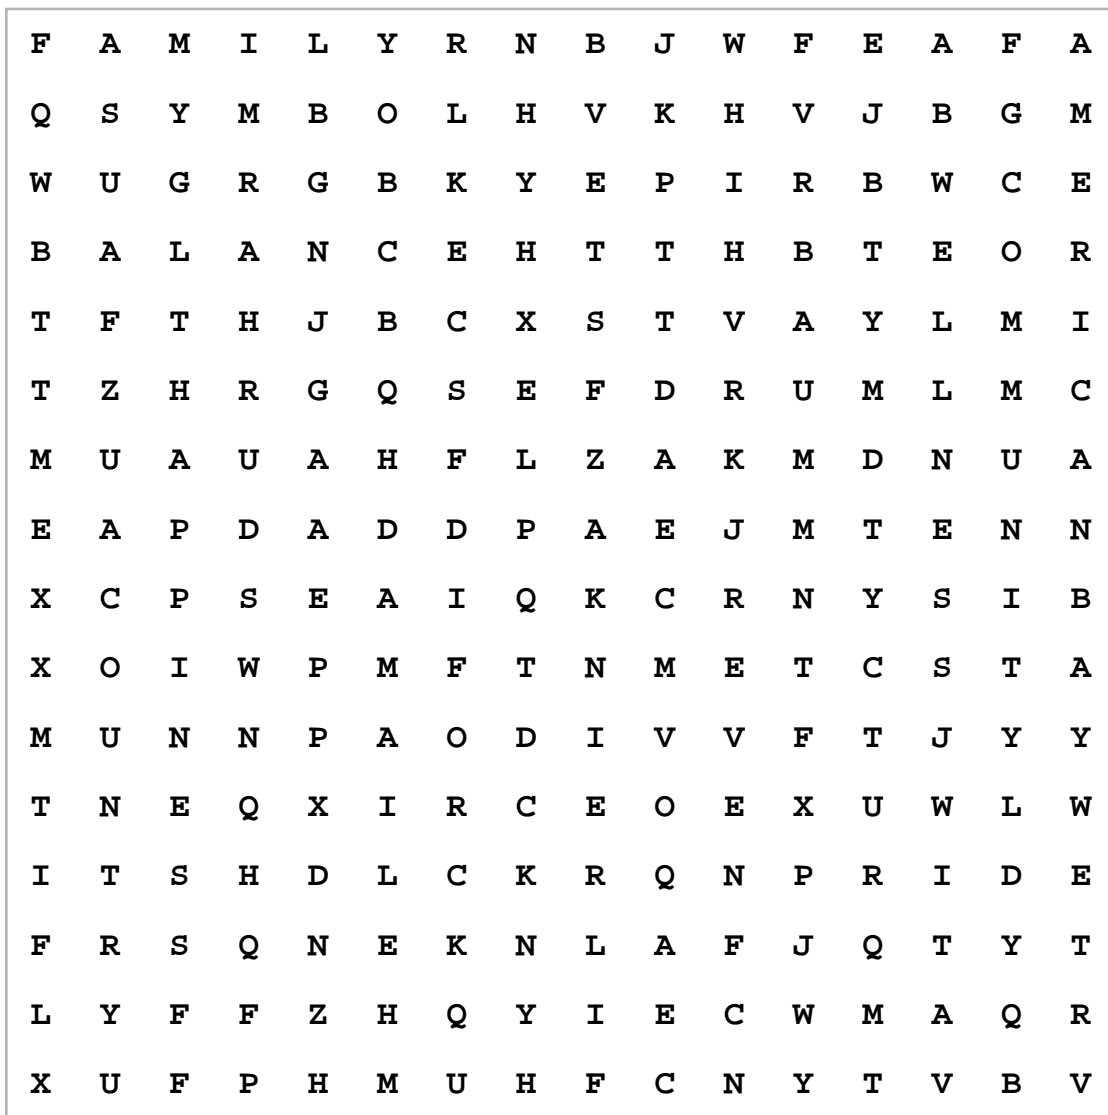 F A M I L Y R N B J W F E A F A
Q S Y M B O L H V K H V J B G M
W U G R G B K Y E P I R B W C E
B A L A N C E H T T H B T E O R
T F T H J B C X S T V A Y L M I
T Z H R G Q S E F D R U M L M C
M U A U A H F L Z A K M D N U A
E A P D A D D P A E J M T E N N
X C P S E A I Q K C R N Y S I B
X O I W P M F T N M E T C S T A
M U N N P A O D I V V F T J Y Y
T N E Q X I R C E O E X U W L W
I T S H D L C K R Q N P R I D E
F R S Q N E K N L A F J Q T Y T
L Y F F Z H Q Y I E C W M A Q R
X U F P H M U H F C N Y T V B V